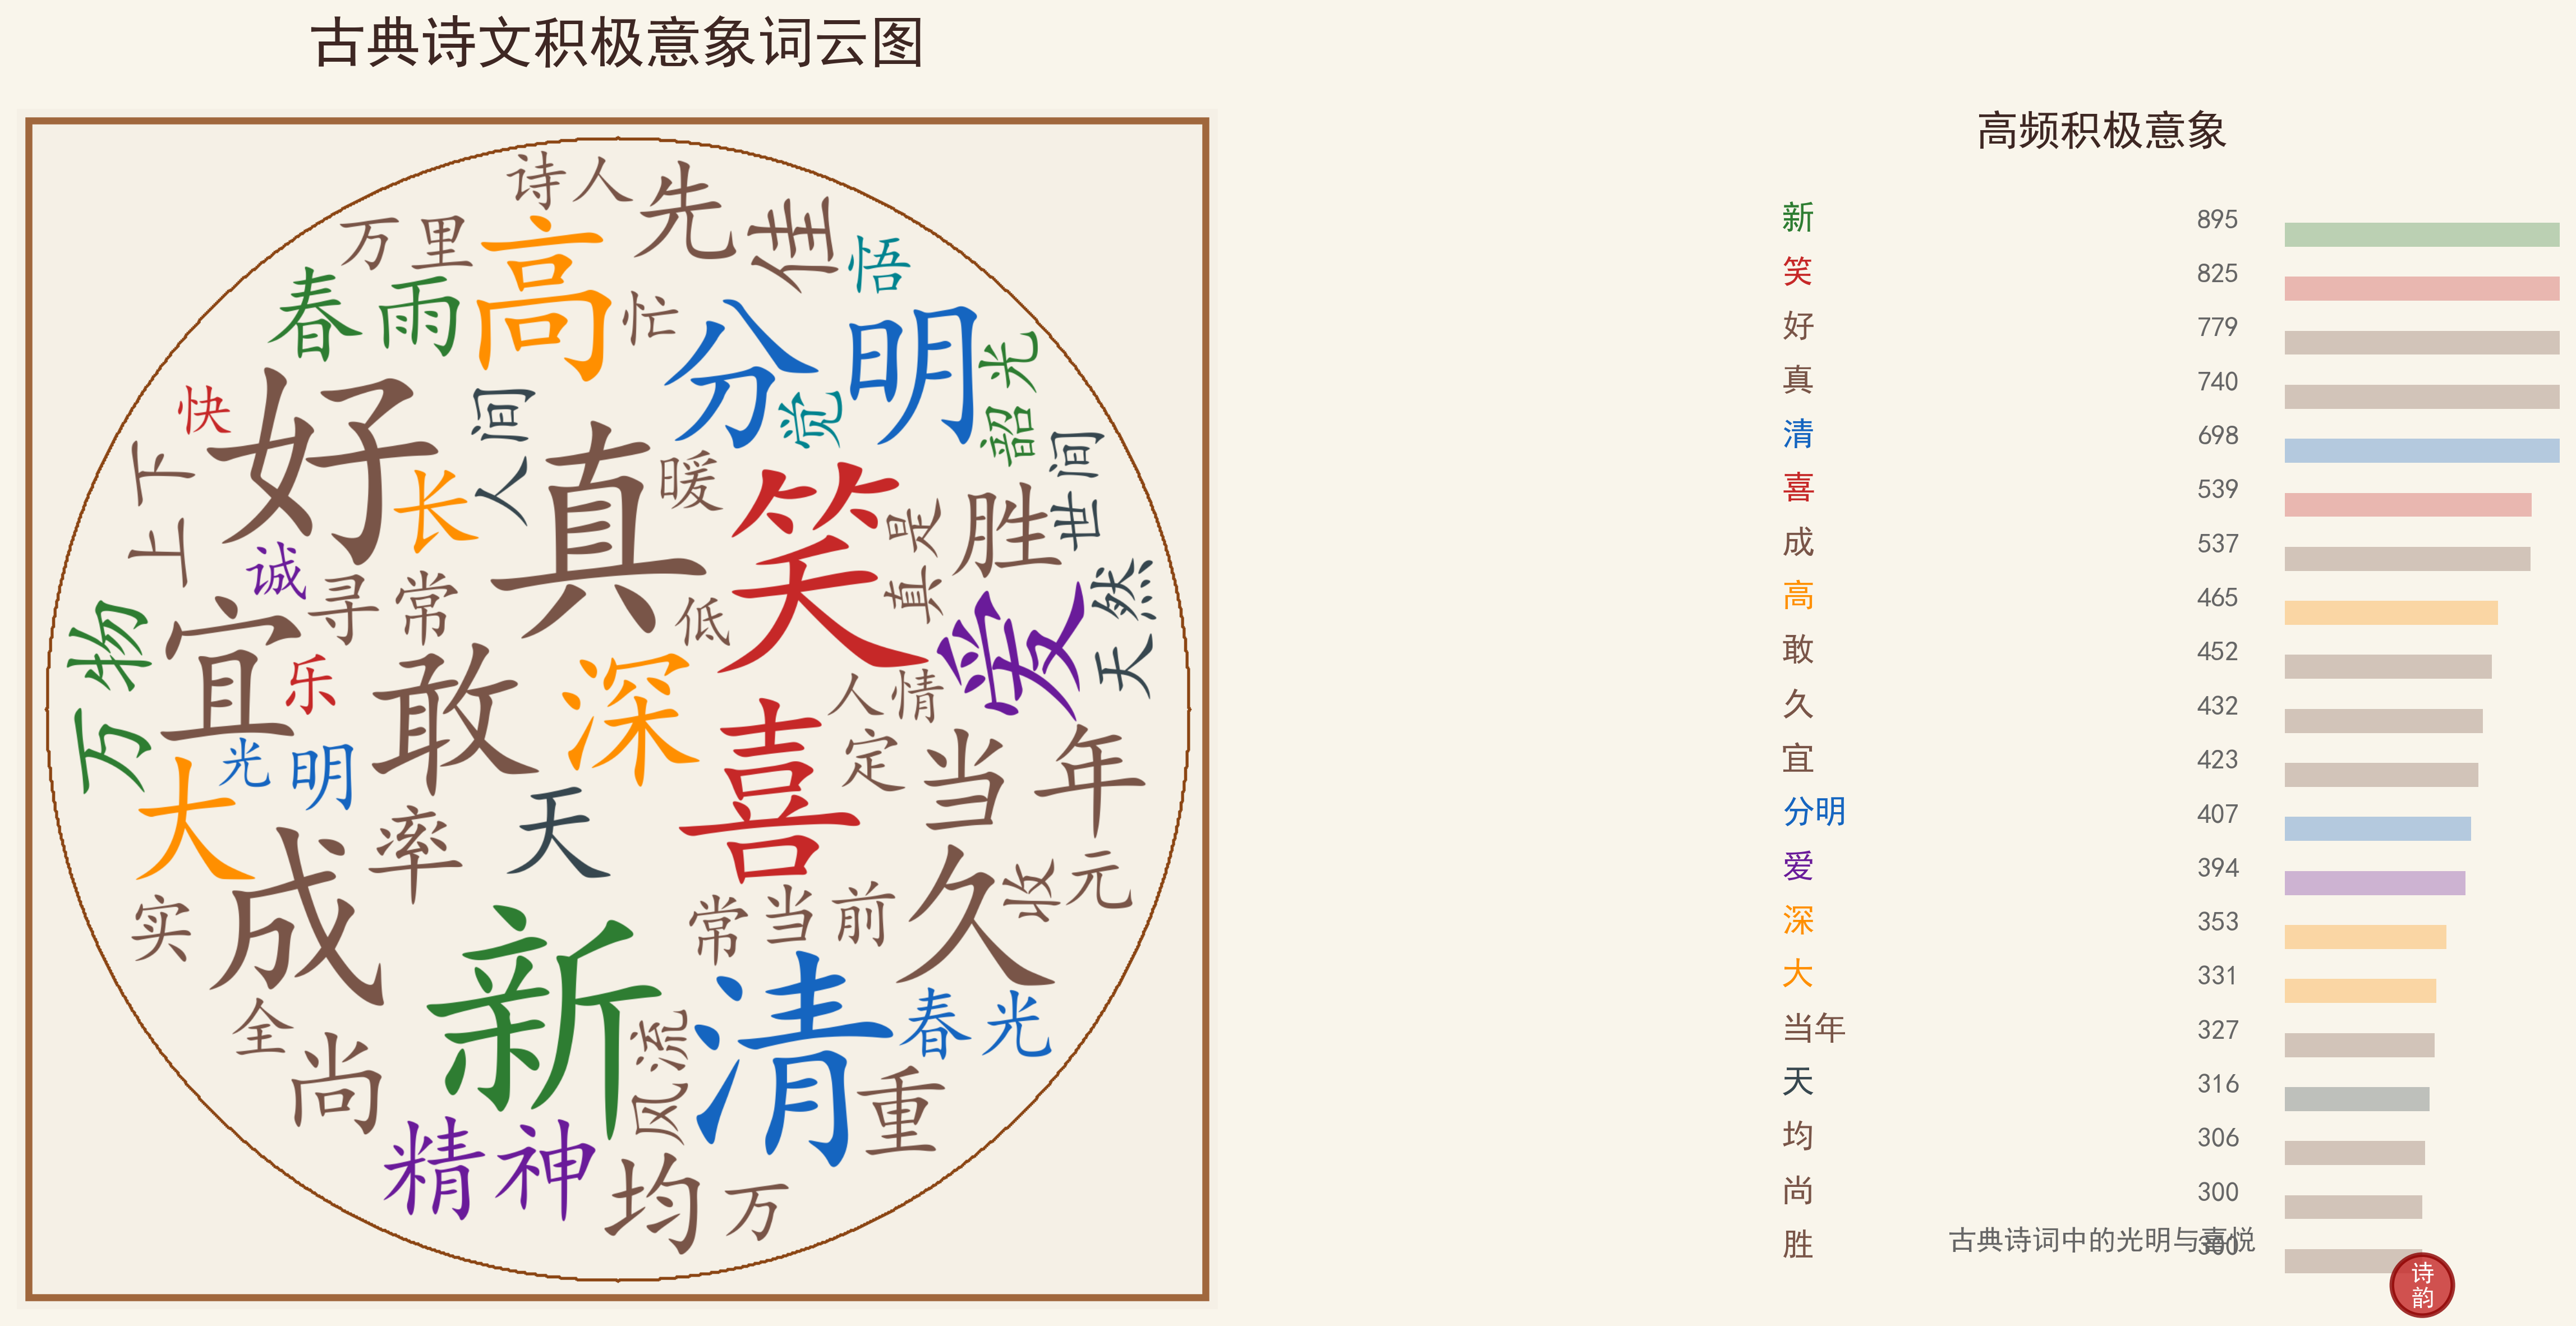 古典诗文积极意象词云图
诗人
先
佳
万里
高
悟
春雨
忙
分明
韶光
快
好
人间
觉
世间
上下
长
真
暖
笑
真是
胜
诚
寻常
低
爱
天然
万物
宜
乐
敢
深
人情
光明
喜
定
当年
大
率
天
实
成
常
当前
久
收
元
新
清
春光
全
尚
风流
重
精神
均
万
高频积极意象
新 895
笑 825
好 779
真 740
清 698
喜 539
成 537
高 465
敢 452
久 432
宜 423
分明 407
爱 394
深 353
大 331
当年 327
天 316
均 306
尚 300
胜 300
古典诗词中的光明与喜悦
诗
韵